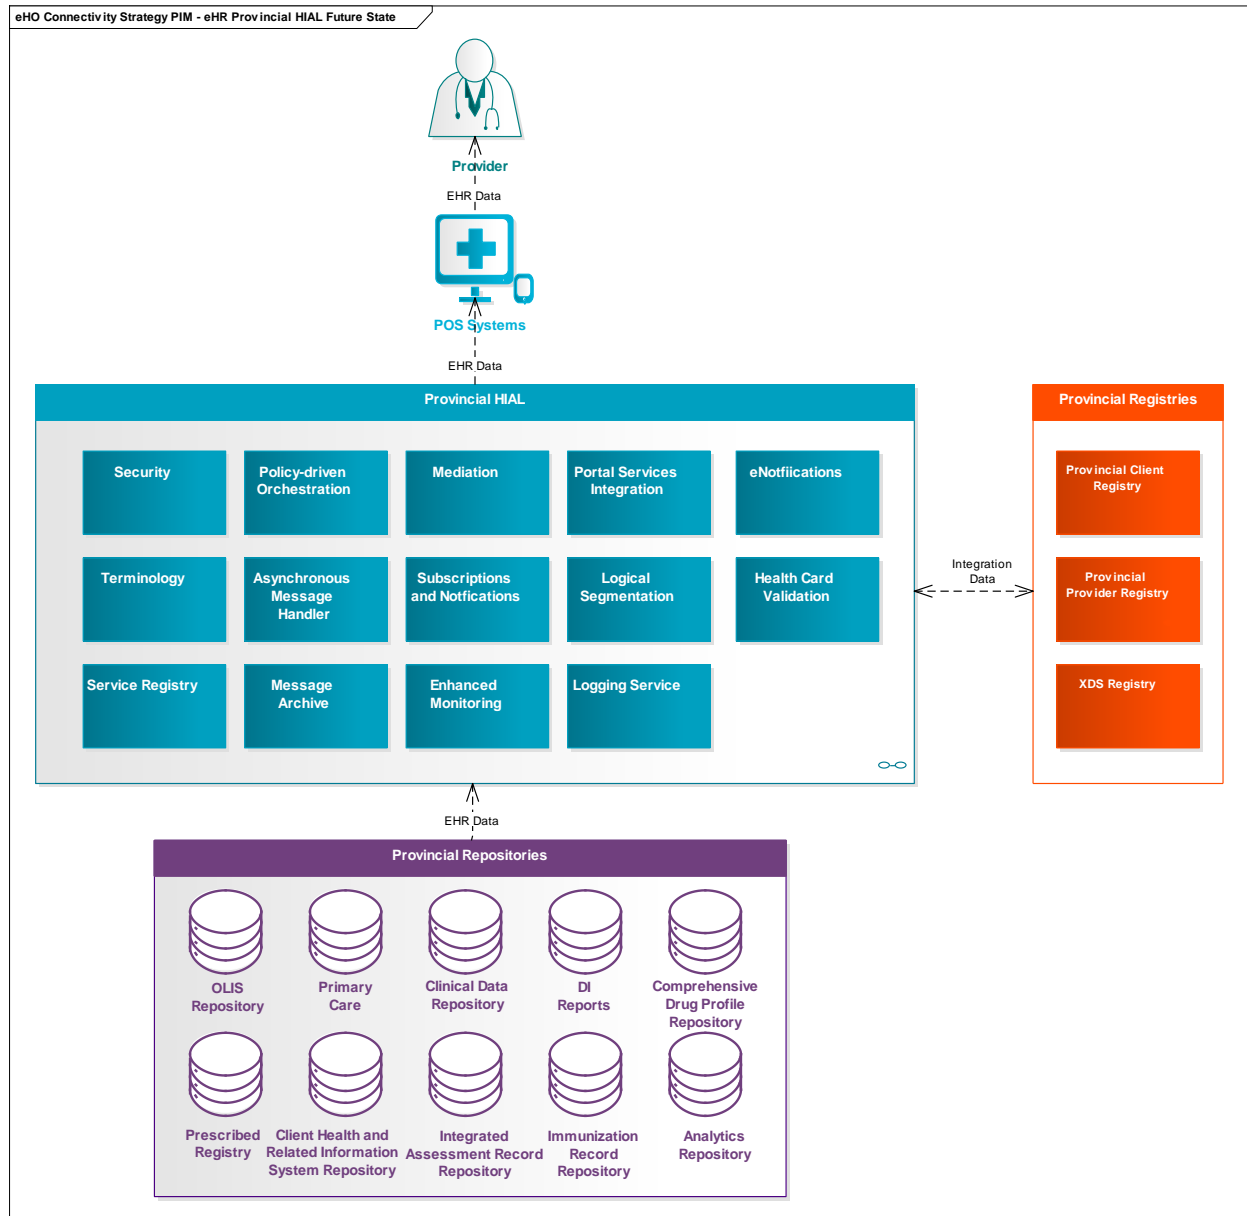 eHO Connectivity Strategy PIM - eHR Provincial HIAL Future State
Provider
EHR Data
POS Systems
EHR Data
Provincial HIAL
Provincial Registries
Security
Policy-driven
Orchestration
Mediation
Portal Services
Integration
eNotfiications
Provincial Client
Registry
Terminology
Asynchronous
Message
Handler
Subscriptions
and Notfications
Logical
Segmentation
Health Card
Validation
Integration
Data
Provincial
Provider Registry
Service Registry
Message
Archive
Enhanced
Monitoring
Logging Service
XDS Registry
EHR Data
Provincial Repositories
OLIS
Repository
Primary
Care
Clinical Data
Repository
DI
Reports
Comprehensive
Drug Profile
Repository
Prescribed
Registry
Client Health and
Related Information
System Repository
Integrated
Assessment Record
Repository
Immunization
Record
Repository
Analytics
Repository